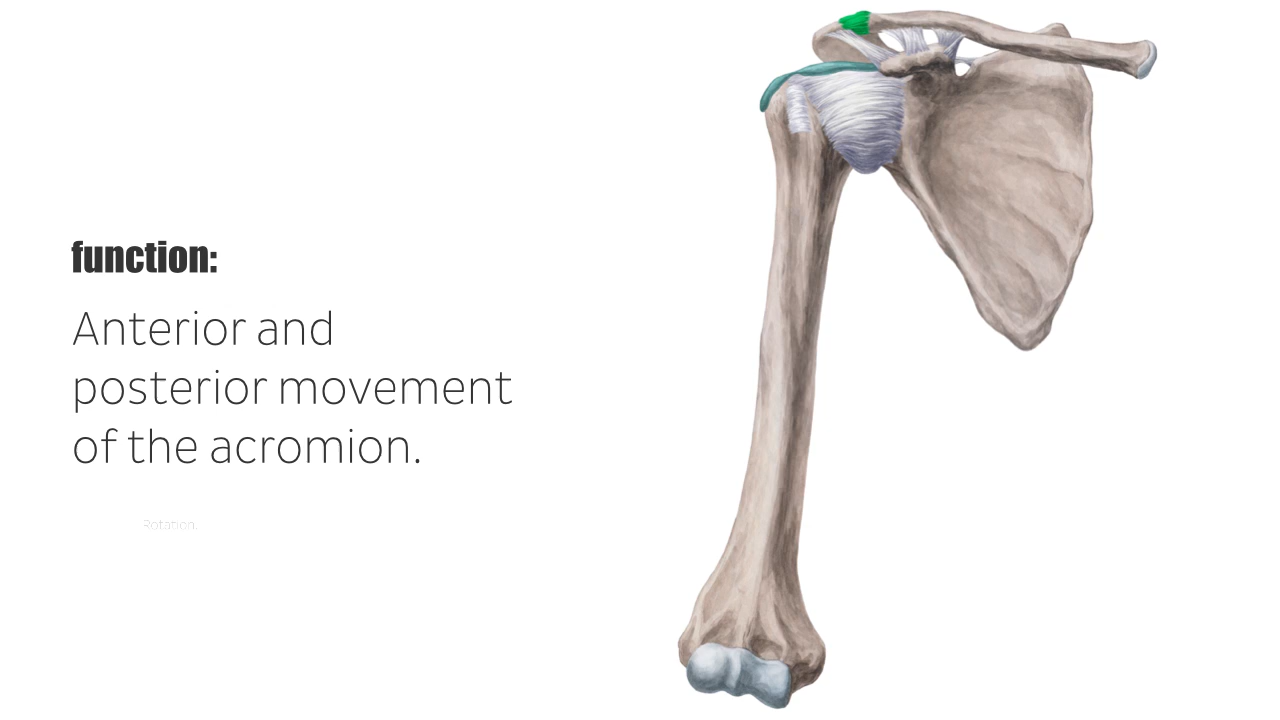 function:
Anterior and
posterior movement
of the acromion.
Rotation.